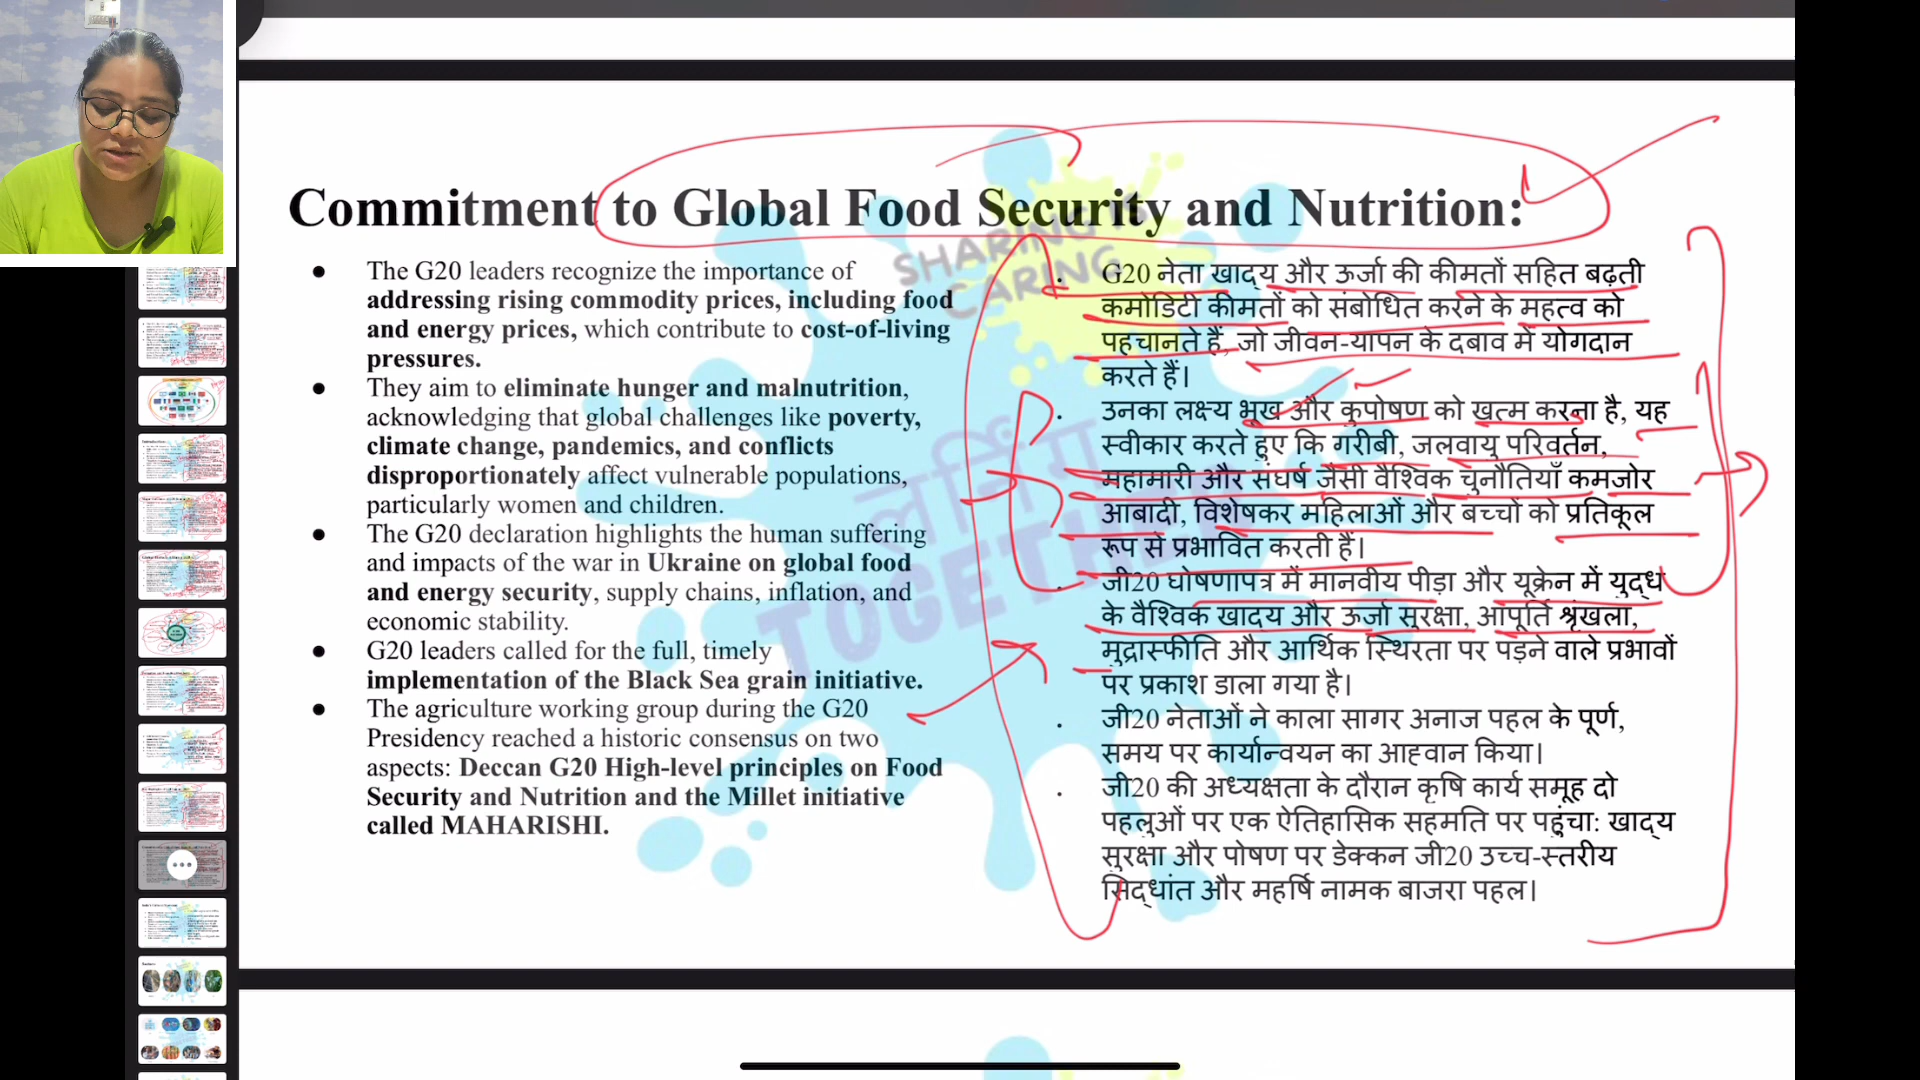 Commitment to Global Food Security and Nutrition:
● The G20 leaders recognize the importance of
addressing rising commodity prices, including food
and energy prices, which contribute to cost-of-living
pressures.
● They aim to eliminate hunger and malnutrition,
acknowledging that global challenges like poverty,
climate change, pandemics, and conflicts
disproportionately affect vulnerable populations,
particularly women and children.
● The G20 declaration highlights the human suffering
and impacts of the war in Ukraine on global food
and energy security, supply chains, inflation, and
economic stability.
● G20 leaders called for the full, timely
implementation of the Black Sea grain initiative.
● The agriculture working group during the G20
Presidency reached a historic consensus on two
aspects: Deccan G20 High-level principles on Food
Security and Nutrition and the Millet initiative
called MAHARISHI.
. G20 नेता खाद्य और ऊर्जा की कीमतों सहित बढ़ती
कमोडिटी कीमतों को संबोधित करने के महत्व को
पहचानते हैं, जो जीवन-यापन के दबाव में योगदान
करते हैं।
. उनका लक्ष्य भूख और कुपोषण को खत्म करना है, यह
स्वीकार करते हुए कि गरीबी, जलवायु परिवर्तन,
महामारी और संघर्ष जैसी वैश्विक चुनौतियाँ कमजोर
आबादी, विशेषकर महिलाओं और बच्चों को प्रतिकूल
रूप से प्रभावित करती हैं।
. जी20 घोषणापत्र में मानवीय पीड़ा और यूक्रेन में युद्ध
के वैश्विक खाद्य और ऊर्जा सुरक्षा, आपूर्ति श्रृंखला,
मुद्रास्फीति और आर्थिक स्थिरता पर पड़ने वाले प्रभावों
पर प्रकाश डाला गया है।
. जी20 नेताओं ने काला सागर अनाज पहल के पूर्ण,
समय पर कार्यान्वयन का आह्वान किया।
. जी20 की अध्यक्षता के दौरान कृषि कार्य समूह दो
पहलुओं पर एक ऐतिहासिक सहमति पर पहुंचा: खाद्य
सुरक्षा और पोषण पर डेक्कन जी20 उच्च-स्तरीय
सिद्धांत और महर्षि नामक बाजरा पहल।
SHARING IS
CARING
TOGETHER